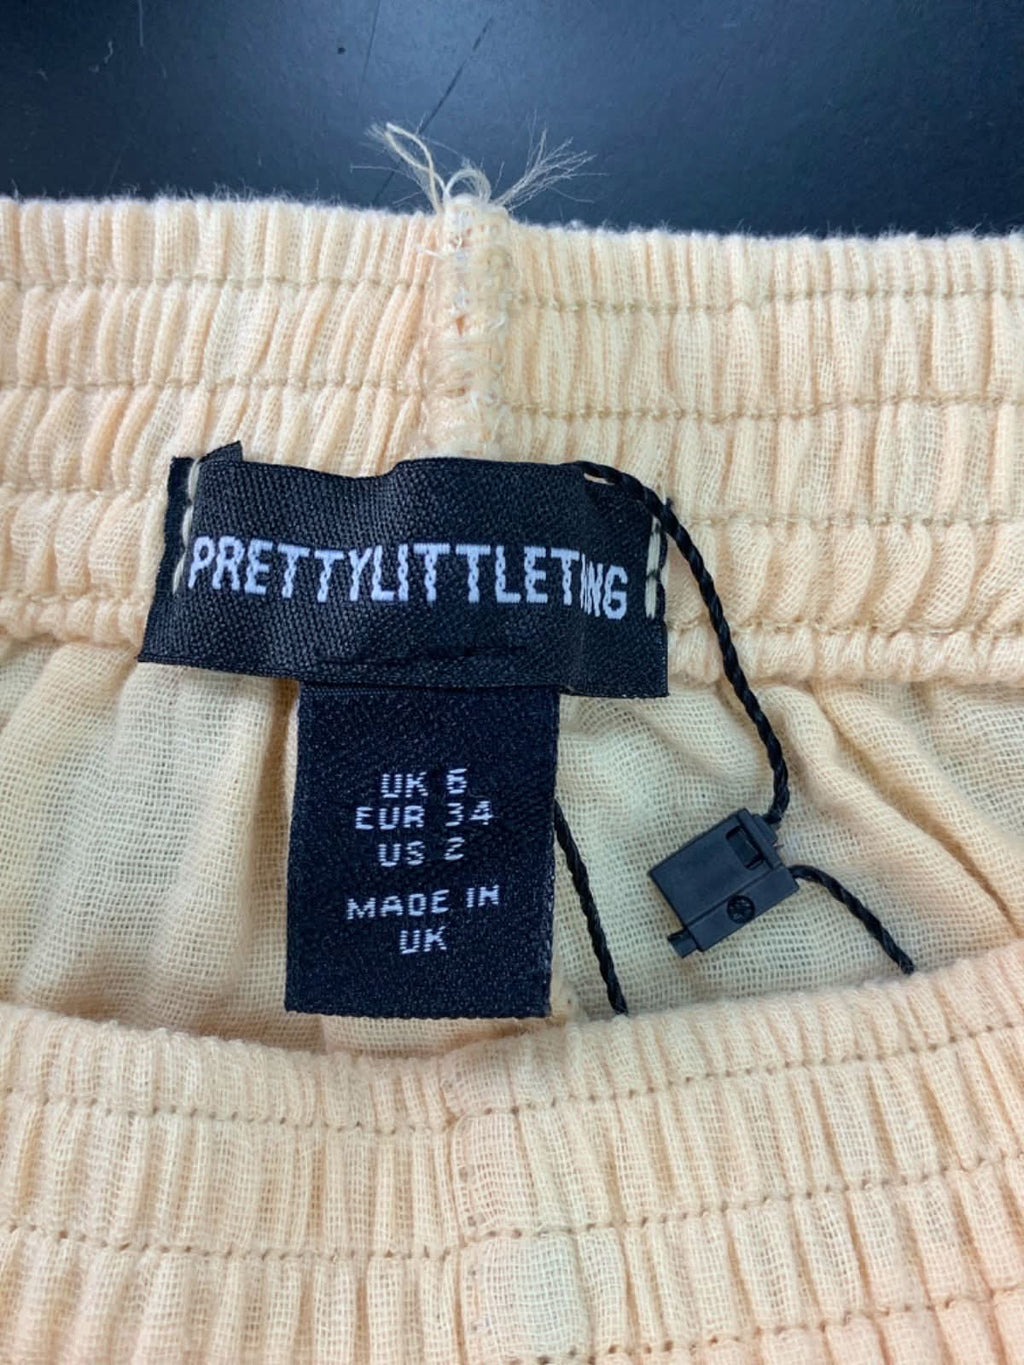 PRETTYLITTLETHING
UK 6
EUR 34
US 2
MADE IN
UK